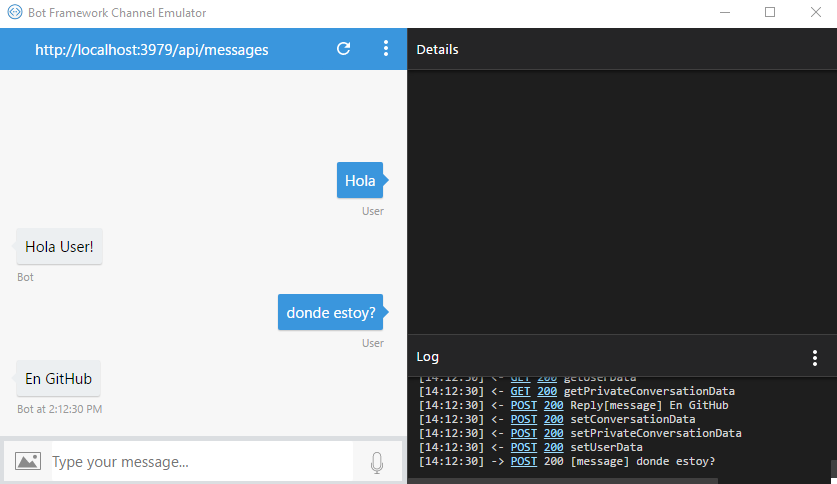 Bot Framework Channel Emulator
http://localhost:3979/api/messages
Details
Hola
User
Hola User!
Bot
donde estoy?
User
En GitHub
Bot at 2:12:30 PM
Type your message...
Log
[14:12:30] <- GET 200 getUserData
[14:12:30] <- GET 200 getPrivateConversationData
[14:12:30] <- POST 200 Reply[message] En GitHub
[14:12:30] <- POST 200 setConversationData
[14:12:30] <- POST 200 setPrivateConversationData
[14:12:30] <- POST 200 setUserData
[14:12:30] -> POST 200 [message] donde estoy?